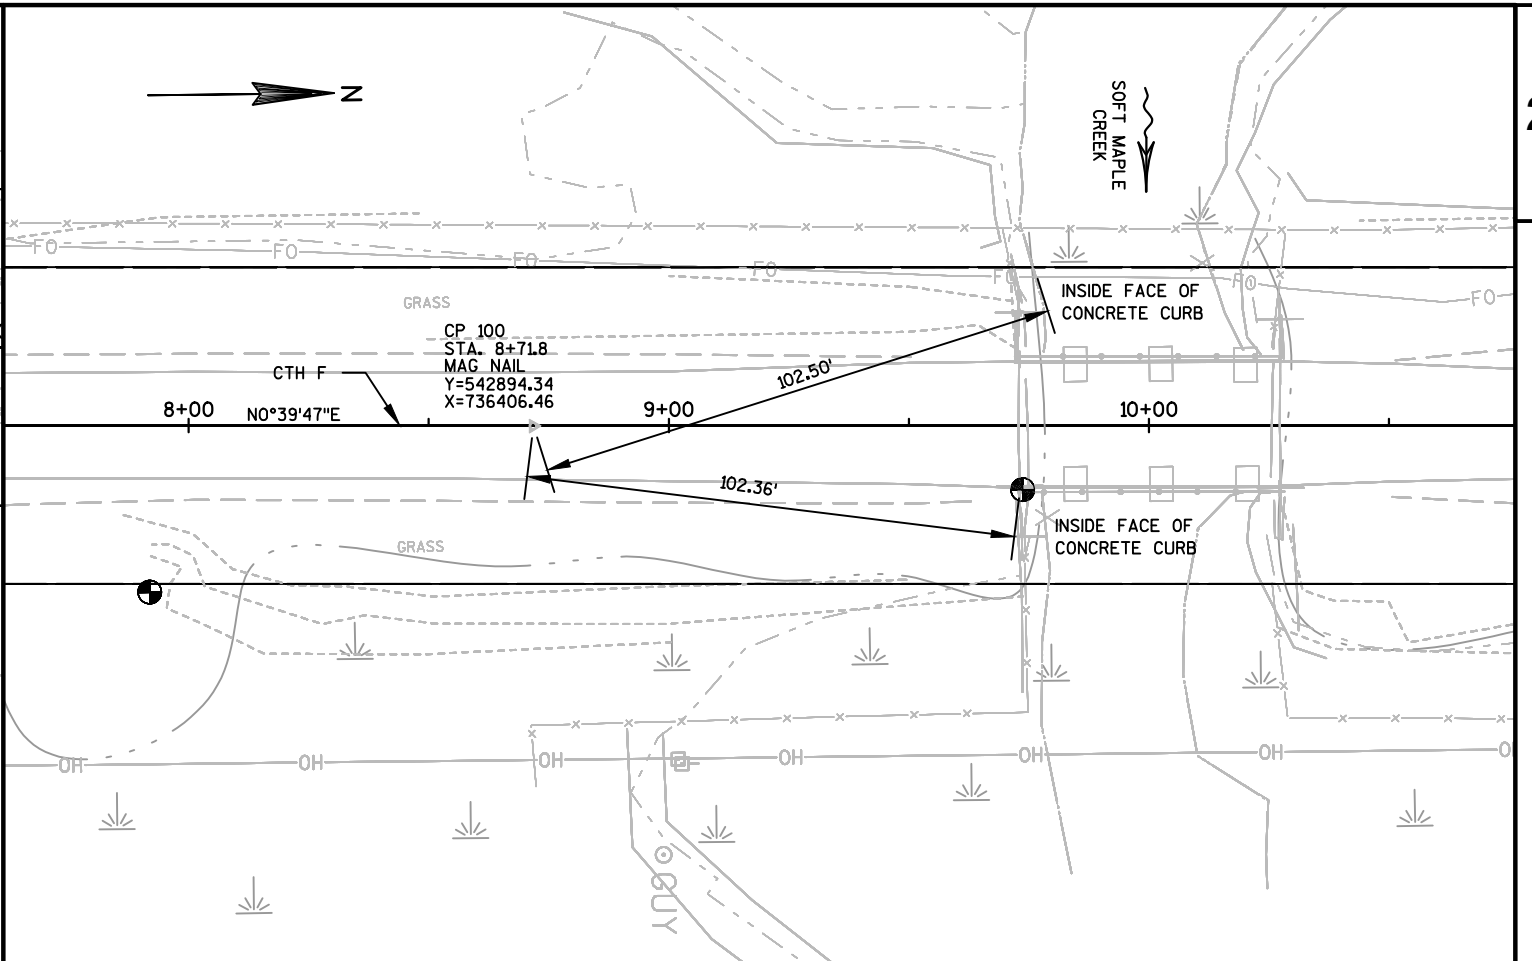 N
SOFT MAPLE
CREEK
FO
FO
FO
FO
FO
FO
FO
GRASS
INSIDE FACE OF
CONCRETE CURB
CP 100
STA. 8+71.8
MAG NAIL
Y=542894.34
X=736406.46
CTH F
102.50'
8+00
N0°39'47"E
9+00
10+00
102.36'
INSIDE FACE OF
CONCRETE CURB
GRASS
OH
OH
OH
OH
OH
OH
GUY